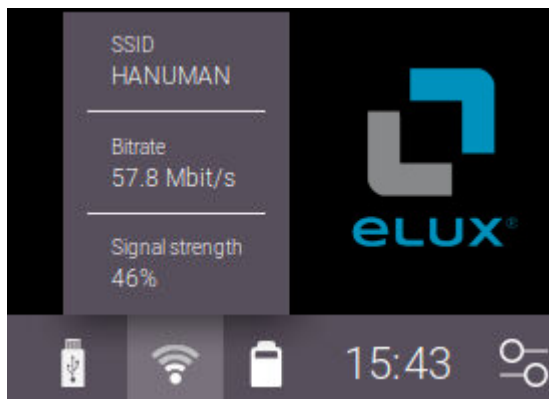 SSID
HANUMAN
Bitrate
57.8 Mbit/s
Signal strength
46%
eLUX®
15:43